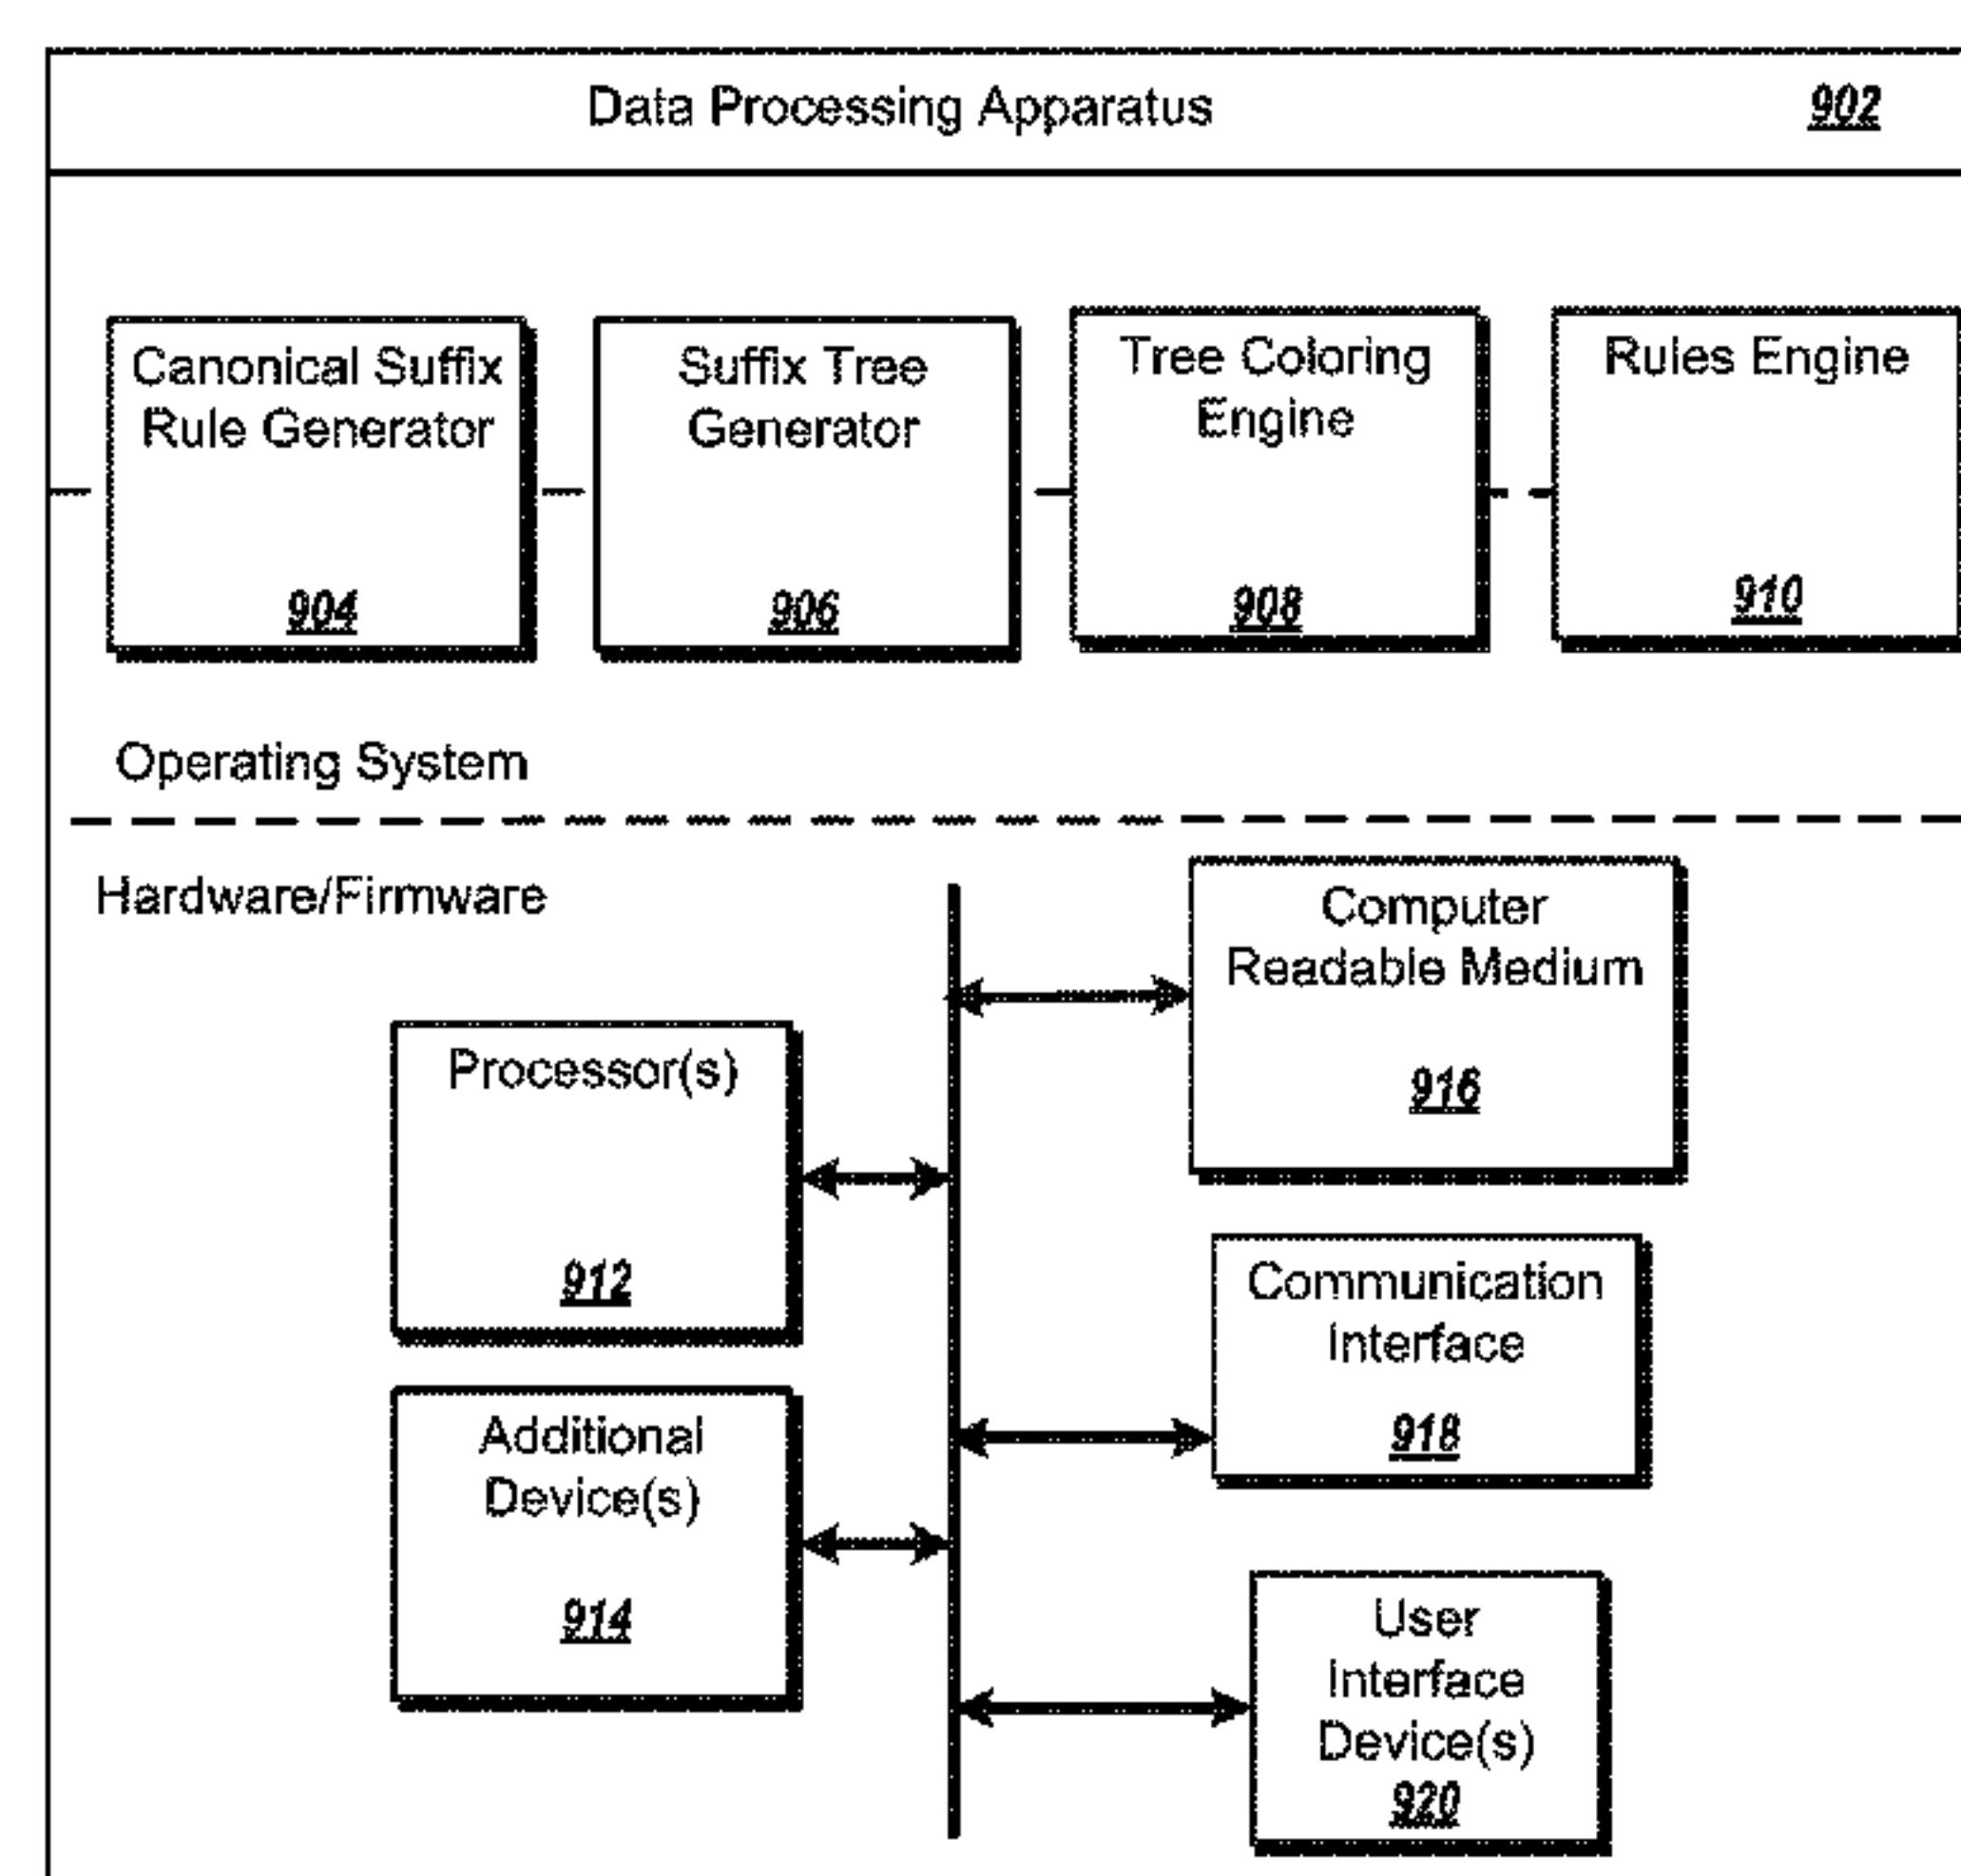 Data Processing Apparatus 902
Canonical Suffix
Rule Generator
904
Suffix Tree
Generator
906
Tree Coloring
Engine
908
Rules Engine
910
Operating System
Hardware/Firmware
Processor(s)
912
Additional
Device(s)
914
Computer
Readable Medium
916
Communication
Interface
918
User
Interface
Device(s)
920